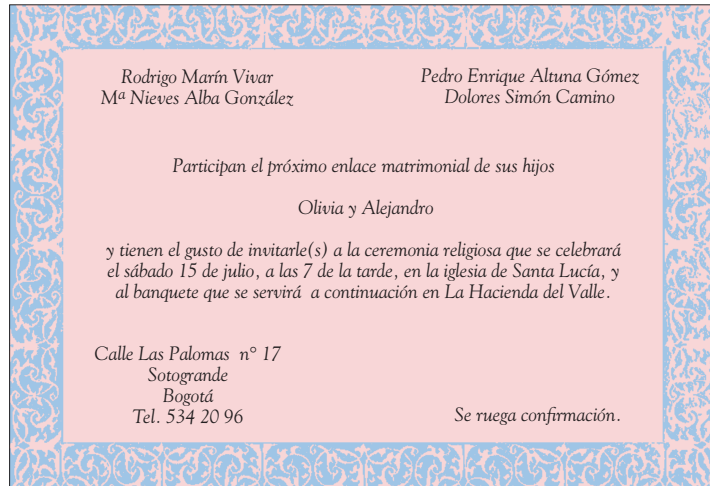 Rodrigo Marín Vivar
Mª Nieves Alba González
Pedro Enrique Altuna Gómez
Dolores Simón Camino
Participan el próximo enlace matrimonial de sus hijos
Olivia y Alejandro
y tienen el gusto de invitarle(s) a la ceremonia religiosa que se celebrará
el sábado 15 de julio, a las 7 de la tarde, en la iglesia de Santa Lucía, y
al banquete que se servirá a continuación en La Hacienda del Valle.
Calle Las Palomas n° 17
Sotogrande
Bogotá
Tel. 534 20 96
Se ruega confirmación.